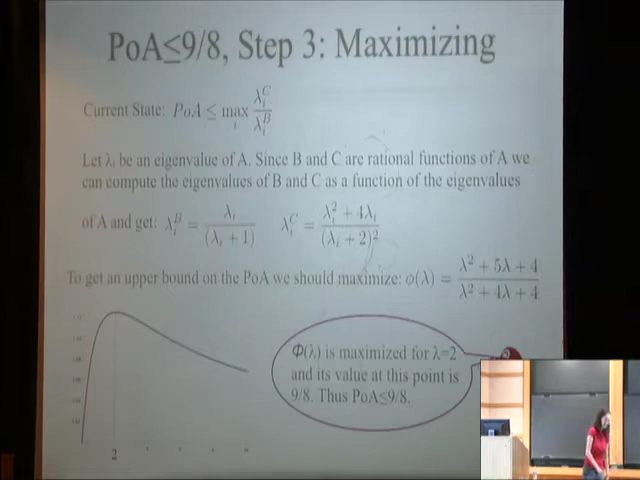 PoA≤9/8, Step 3: Maximizing
Current State: PoA ≤ max_i λ_i^C / λ_i^B
Let λ_i be an eigenvalue of A. Since B and C are rational functions of A we
can compute the eigenvalues of B and C as a function of the eigenvalues
of A and get: λ_i^B = λ_i / (λ_i + 1) λ_i^C = (λ_i^2 + 4λ_i) / (λ_i + 2)^2
To get an upper bound on the PoA we should maximize: φ(λ) = (λ^2 + 5λ + 4) / (λ^2 + 4λ + 4)
Φ(λ) is maximized for λ=2
and its value at this point is
9/8. Thus PoA≤9/8.
2